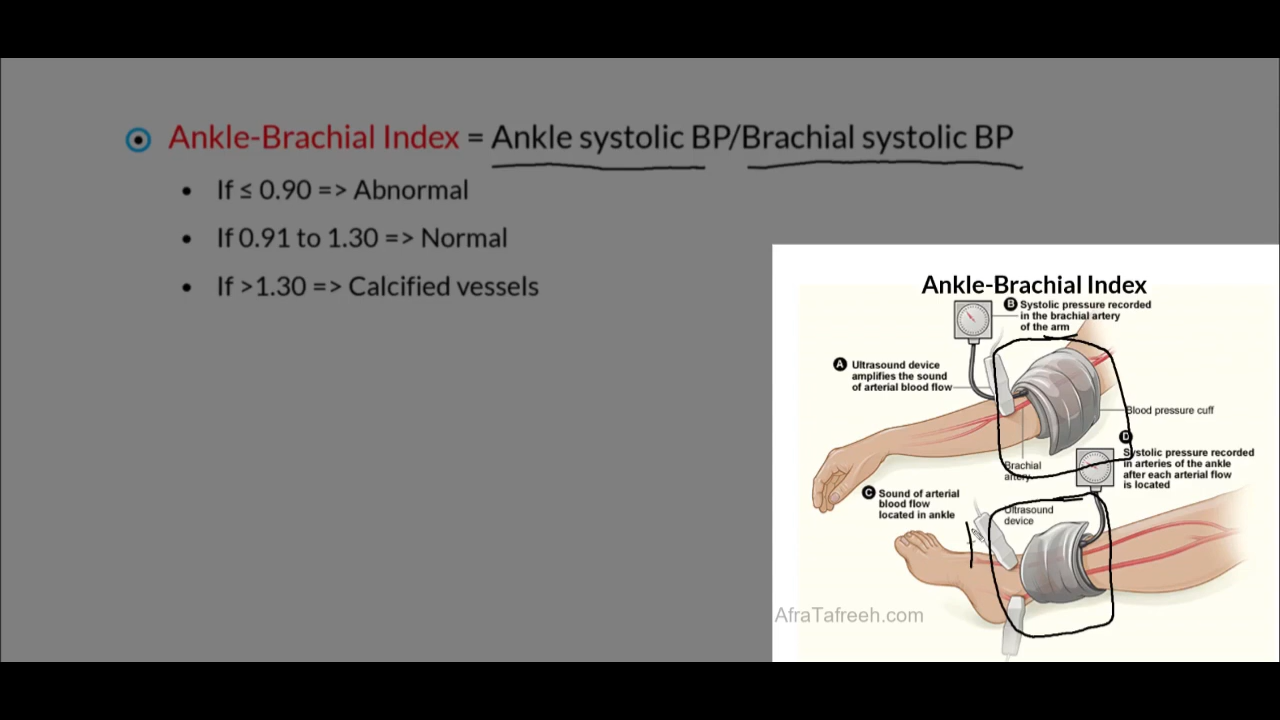 Ankle-Brachial Index = Ankle systolic BP/Brachial systolic BP
• If ≤ 0.90 => Abnormal
• If 0.91 to 1.30 => Normal
• If >1.30 => Calcified vessels
Ankle-Brachial Index
B Systolic pressure recorded
in the brachial artery
of the arm
A Ultrasound device
amplifies the sound
of arterial blood flow
Blood pressure cuff
Brachial
artery
D
Systolic pressure recorded
in arteries of the ankle
after each arterial flow
is located
C Sound of arterial
blood flow
located in ankle
Ultrasound
device
AfraTafreeh.com